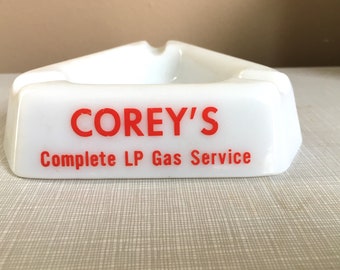 COREY'S
Complete LP Gas Service